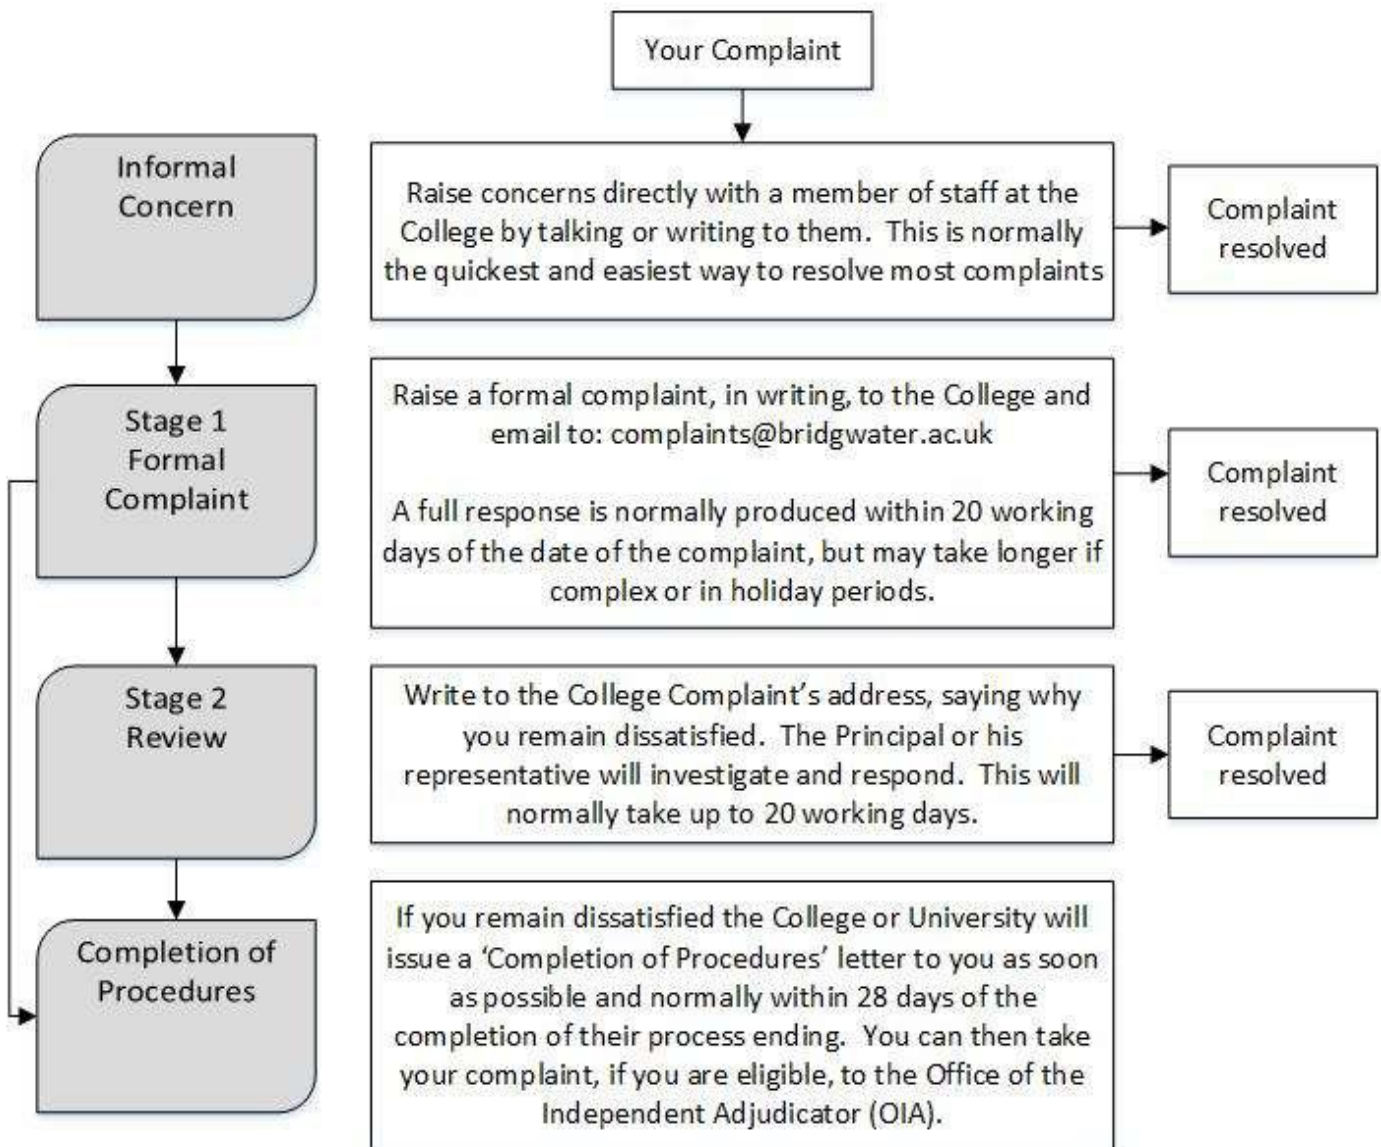 Your Complaint
Informal
Concern
Raise concerns directly with a member of staff at the
College by talking or writing to them.  This is normally
the quickest and easiest way to resolve most complaints
Complaint
resolved
Stage 1
Formal
Complaint
Raise a formal complaint, in writing, to the College and
email to: complaints@bridgwater.ac.uk
A full response is normally produced within 20 working
days of the date of the complaint, but may take longer if
complex or in holiday periods.
Complaint
resolved
Stage 2
Review
Write to the College Complaint’s address, saying why
you remain dissatisfied.  The Principal or his
representative will investigate and respond.  This will
normally take up to 20 working days.
Complaint
resolved
Completion of
Procedures
If you remain dissatisfied the College or University will
issue a ‘Completion of Procedures’ letter to you as soon
as possible and normally within 28 days of the
completion of their process ending.  You can then take
your complaint, if you are eligible, to the Office of the
Independent Adjudicator (OIA).